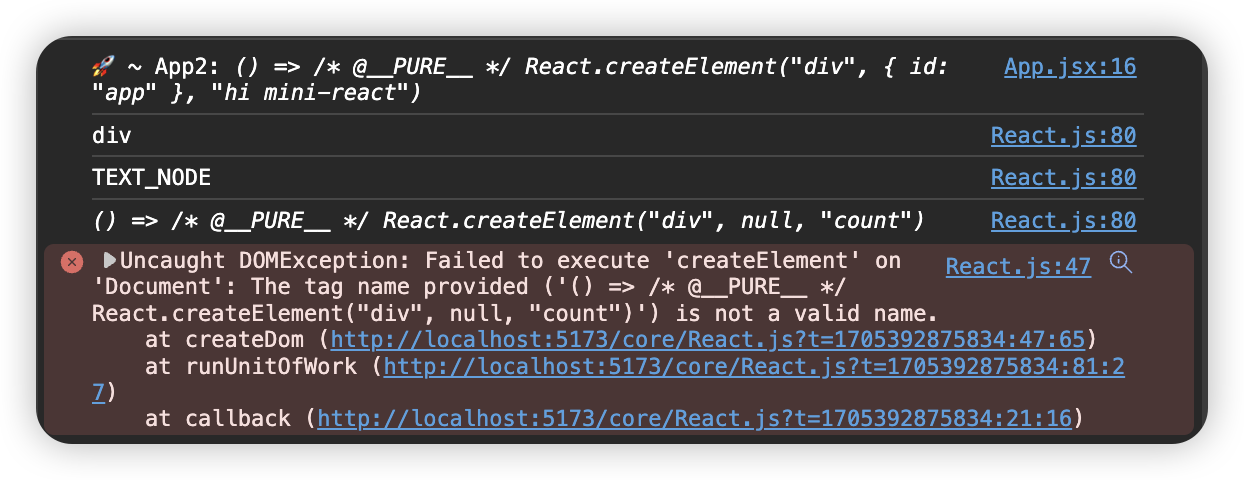 🚀 ~ App2: () => /* @__PURE__ */ React.createElement("div", { id: App.jsx:16
"app" }, "hi mini-react")
div React.js:80
TEXT_NODE React.js:80
() => /* @__PURE__ */ React.createElement("div", null, "count") React.js:80
▶Uncaught DOMException: Failed to execute 'createElement' on React.js:47
'Document': The tag name provided ('() => /* @__PURE__ */
React.createElement("div", null, "count")') is not a valid name.
at createDom (http://localhost:5173/core/React.js?t=1705392875834:47:65)
at runUnitOfWork (http://localhost:5173/core/React.js?t=1705392875834:81:2
7)
at callback (http://localhost:5173/core/React.js?t=1705392875834:21:16)